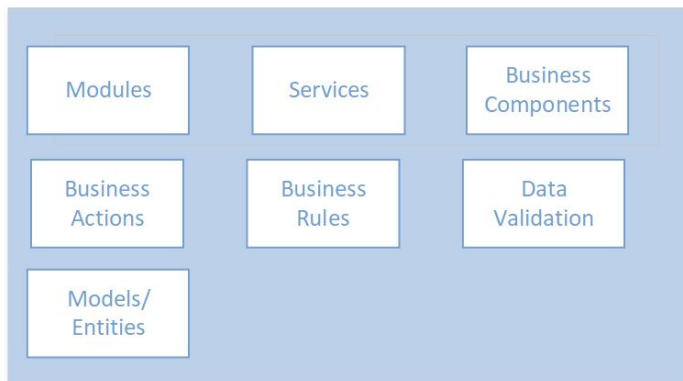 Modules
Services
Business
Components
Business
Actions
Business
Rules
Data
Validation
Models/
Entities